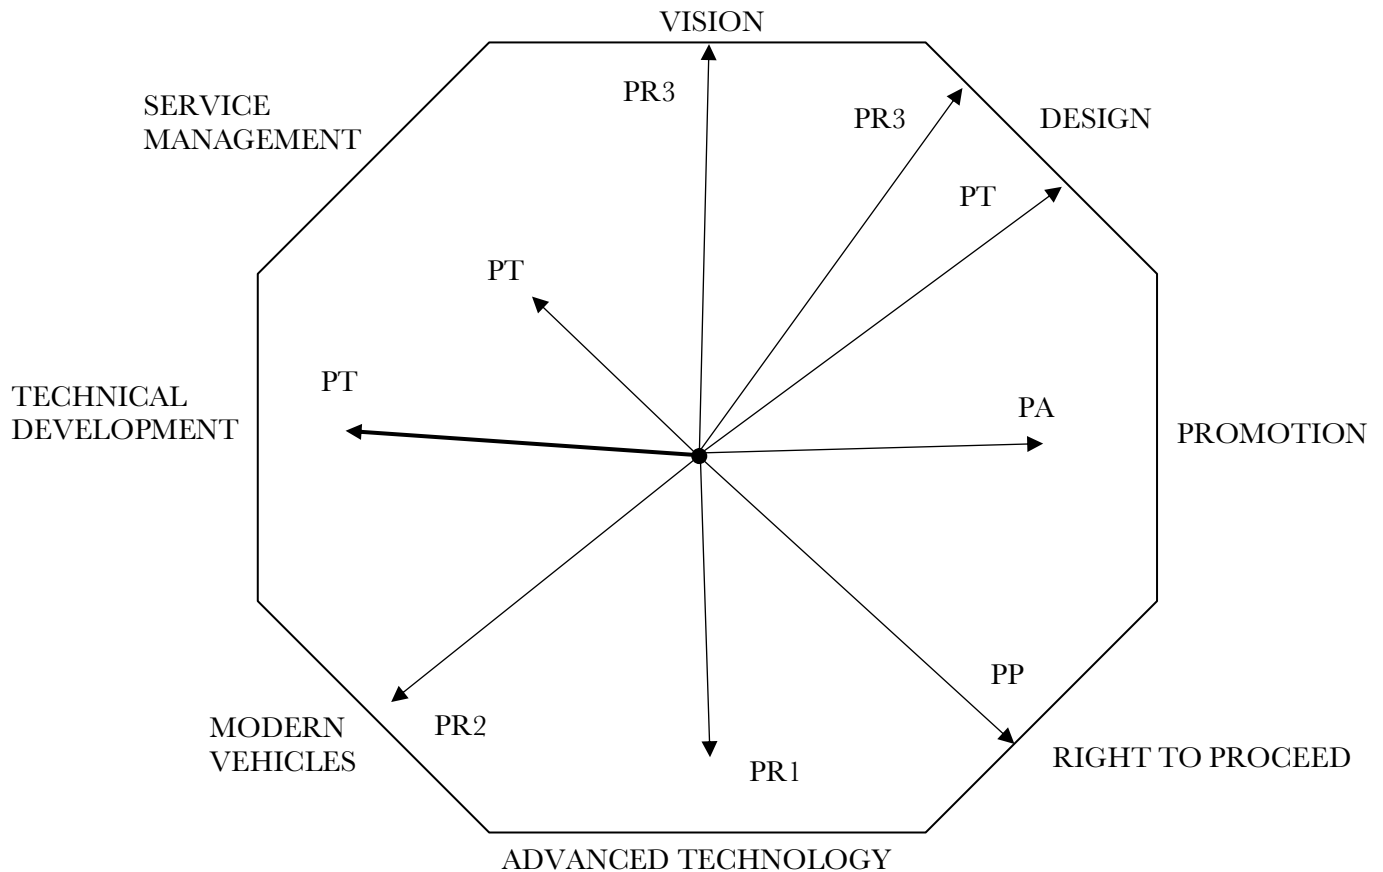 VISION
PR3
SERVICE
MANAGEMENT
PR3
DESIGN
PT
PT
PT
TECHNICAL
DEVELOPMENT
PA
PROMOTION
PP
MODERN
VEHICLES
PR2
RIGHT TO PROCEED
PR1
ADVANCED TECHNOLOGY